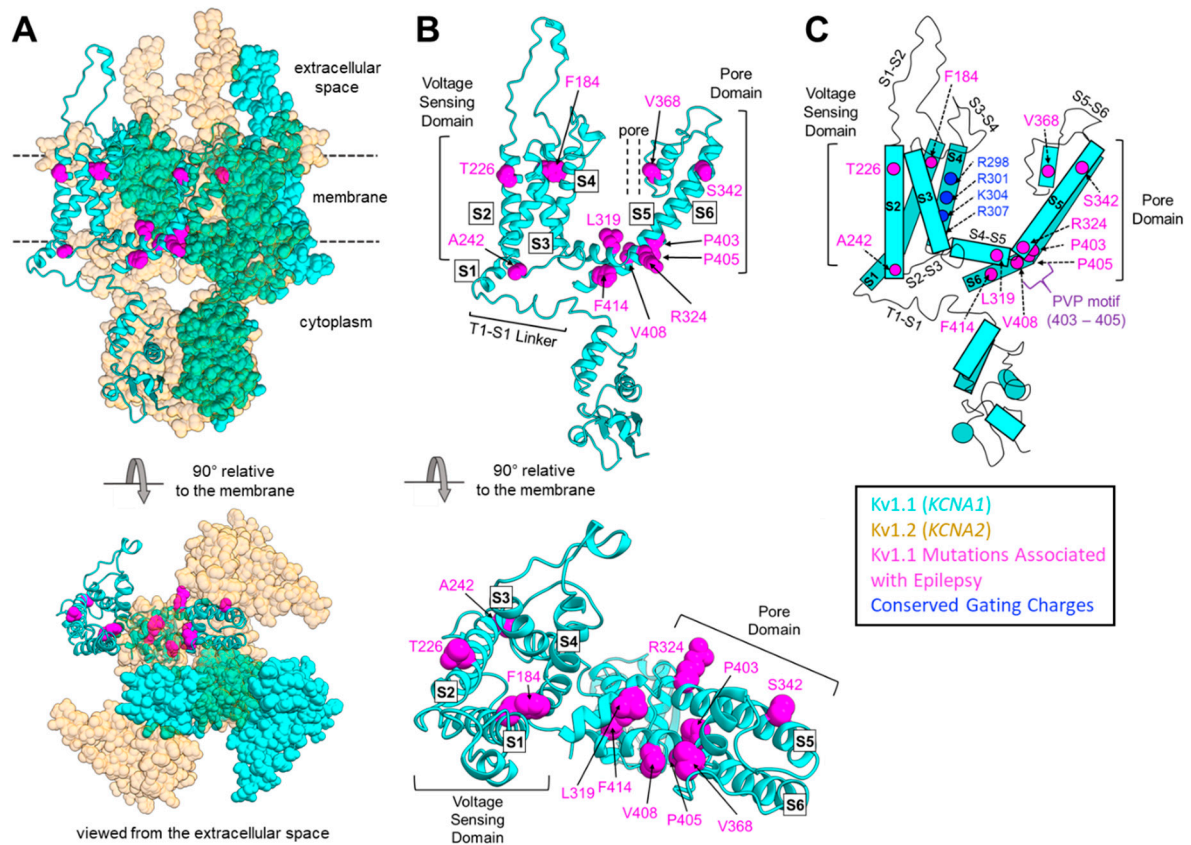 A
extracellular
space
membrane
cytoplasm
90° relative
to the membrane
viewed from the extracellular space
B
Voltage
Sensing
Domain
F184
V368
Pore
Domain
pore
T226
S4
S342
S2
S5
S6
L319
S3
A242
P403
P405
S1
F414
R324
V408
T1-S1 Linker
90° relative
to the membrane
A242
S3
Pore
Domain
S4
T226
R324
P403
S342
F184
S2
S1
S5
L319
F414
S6
V408
P405
V368
Voltage
Sensing
Domain
C
S1-S2
Voltage
Sensing
Domain
F184
S3-S4
S5-S6
V368
T226
S4
R298
R301
K304
R307
S3
S2
S5
S342
Pore
Domain
R324
S4-S5
P403
A242
P405
S2-S3
S1
S6
L319
PVP motif
(403 – 405)
T1-S1
F414
V408
Kv1.1 (KCNA1)
Kv1.2 (KCNA2)
Kv1.1 Mutations Associated
with Epilepsy
Conserved Gating Charges